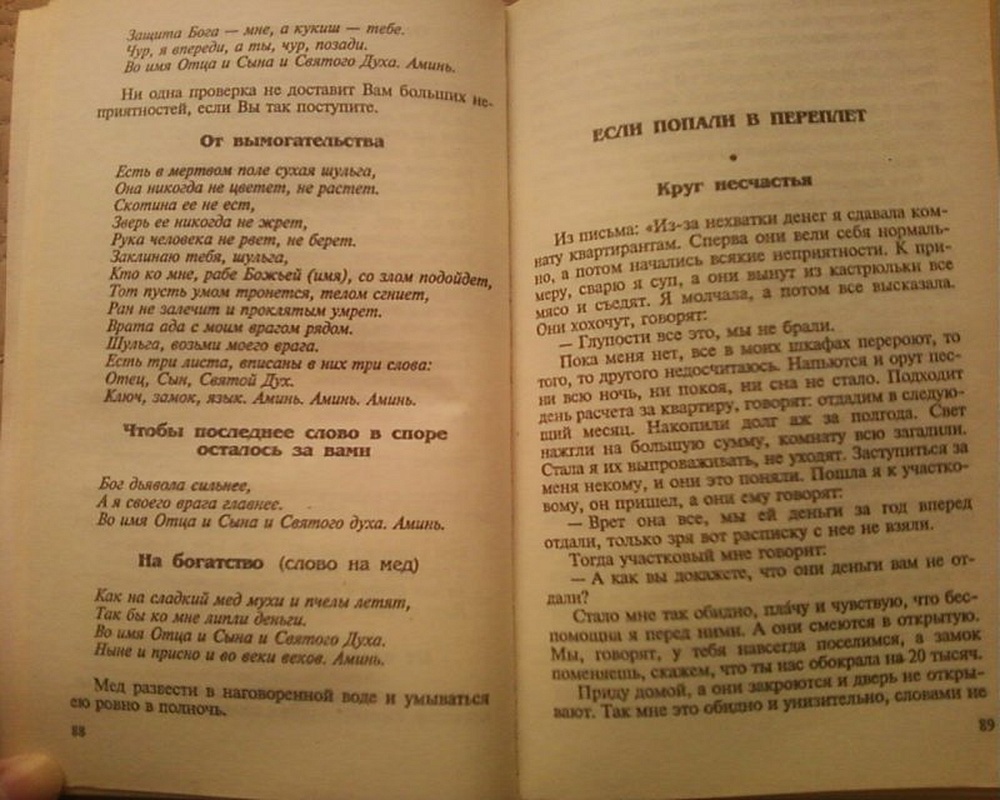 Защита Бога — мне, а кукиш — тебе.
Чур, я впереди, а ты, чур, позади.
Во имя Отца и Сына и Святого Духа. Аминь.
Ни одна проверка не доставит Вам больших не-
приятностей, если Вы так поступите.
От вымогательства
Есть в мертвом поле сухая шульга,
Она никогда не цветет, не растет.
Скотина ее не ест,
Зверь ее никогда не жрет,
Рука человека не рвет, не берет.
Заклинаю тебя, шульга,
Кто ко мне, рабе Божьей (имя), со злом подойдет,
Тот пусть умом тронется, телом сгниет,
Ран не залечит и проклятым умрет.
Врата ада с моим врагом рядом.
Шульга, возьми моего врага.
Есть три листа, вписаны в них три слова:
Отец, Сын, Святой Дух.
Ключ, замок, язык. Аминь. Аминь. Аминь.
Чтобы последнее слово в споре
осталось за вами
Бог дьявола сильнее,
А я своего врага главнее.
Во имя Отца и Сына и Святого духа. Аминь.
На богатство (слово на мед)
Как на сладкий мед мухи и пчелы летят,
Так бы ко мне липли деньги.
Во имя Отца и Сына и Святого Духа.
Ныне и присно и во веки веков. Аминь.
Мед развести в наговоренной воде и умываться
ею ровно в полночь.
88
ЕСЛИ ПОПАЛИ В ПЕРЕПЛЕТ
•
Круг несчастья
Из письма: «Из-за нехватки денег я сдавала ком-
нату квартирантам. Сперва они вели себя нормаль-
но, а потом начались всякие неприятности. К при-
меру, сварю я суп, а они вынут из кастрюльки все
мясо и съедят. Я молчала, а потом все высказала.
Они хохочут, говорят:
— Глупости все это, мы не брали.
Пока меня нет, все в моих шкафах перероют, то
того, то другого недосчитаюсь. Напьются и орут пес-
ни всю ночь, ни покоя, ни сна не стало. Подходит
день расчета за квартиру, говорят: отдадим в следую-
щий месяц. Накопили долг аж за полгода. Свет
нажгли на большую сумму, комнату всю загадили.
Стала я их выпроваживать, не уходят. Заступиться за
меня некому, и они это поняли. Пошла я к участко-
вому, он пришел, а они ему говорят:
— Врет она все, мы ей деньги за год вперед
отдали, только зря вот расписку с нее не взяли.
Тогда участковый мне говорит:
— А как вы докажете, что они деньги вам не от-
дали?
Стало мне так обидно, плачу и чувствую, что бес-
помощна я перед ними. А они смеются в открытую.
Мы, говорят, у тебя навсегда поселимся, а замок
поменяешь, скажем, что ты нас обокрала на 20 тысяч.
Приду домой, а они закроются и дверь не откры-
вают. Так мне это обидно и унизительно, словами не
89